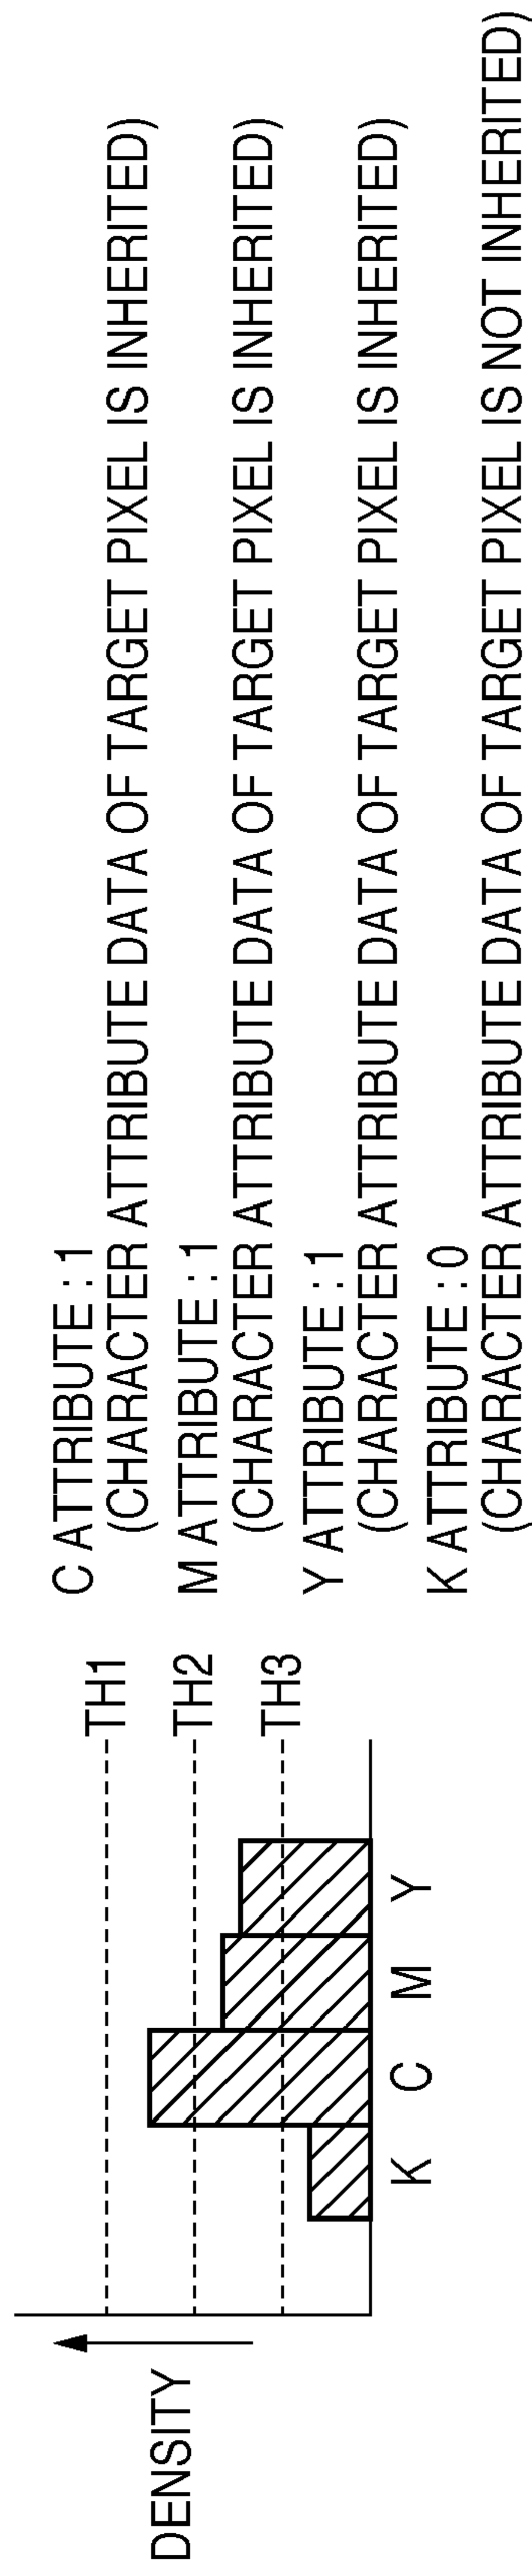 DENSITY
TH1
TH2
TH3
K C M Y
C ATTRIBUTE : 1
(CHARACTER ATTRIBUTE DATA OF TARGET PIXEL IS INHERITED)
M ATTRIBUTE : 1
(CHARACTER ATTRIBUTE DATA OF TARGET PIXEL IS INHERITED)
Y ATTRIBUTE : 1
(CHARACTER ATTRIBUTE DATA OF TARGET PIXEL IS INHERITED)
K ATTRIBUTE : 0
(CHARACTER ATTRIBUTE DATA OF TARGET PIXEL IS NOT INHERITED)